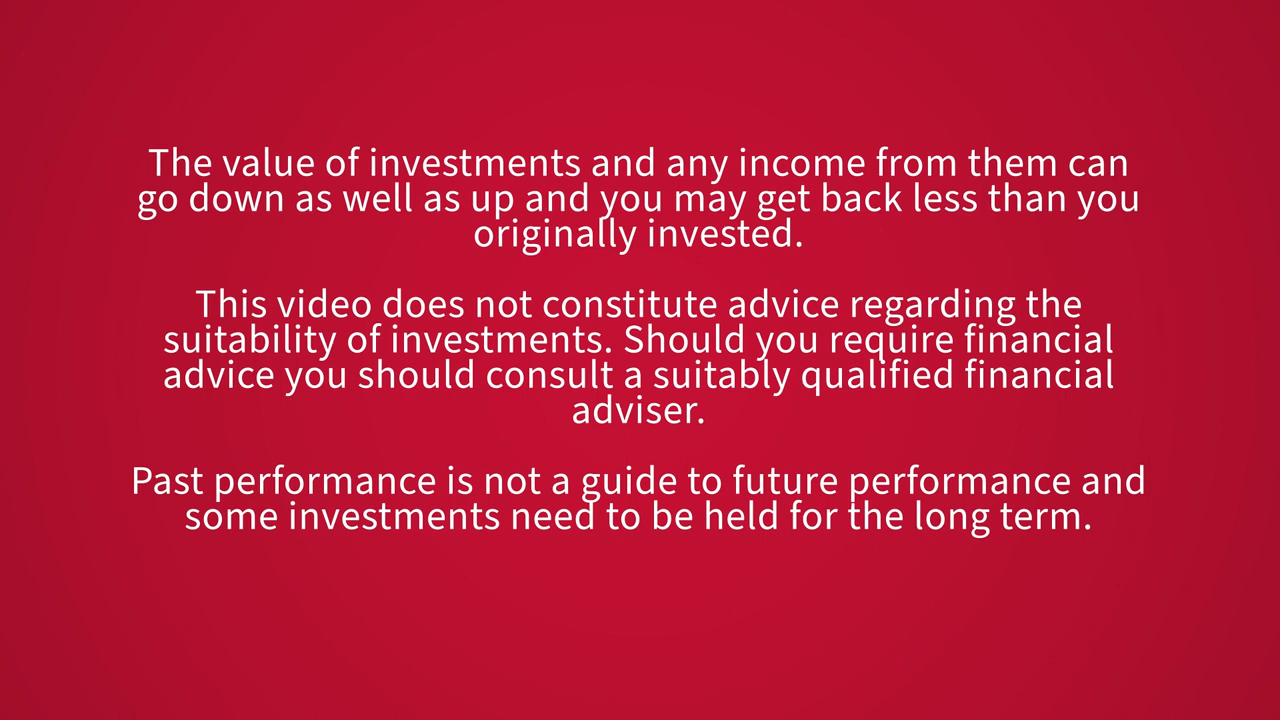 The value of investments and any income from them can
go down as well as up and you may get back less than you
originally invested.
This video does not constitute advice regarding the
suitability of investments. Should you require financial
advice you should consult a suitably qualified financial
adviser.
Past performance is not a guide to future performance and
some investments need to be held for the long term.